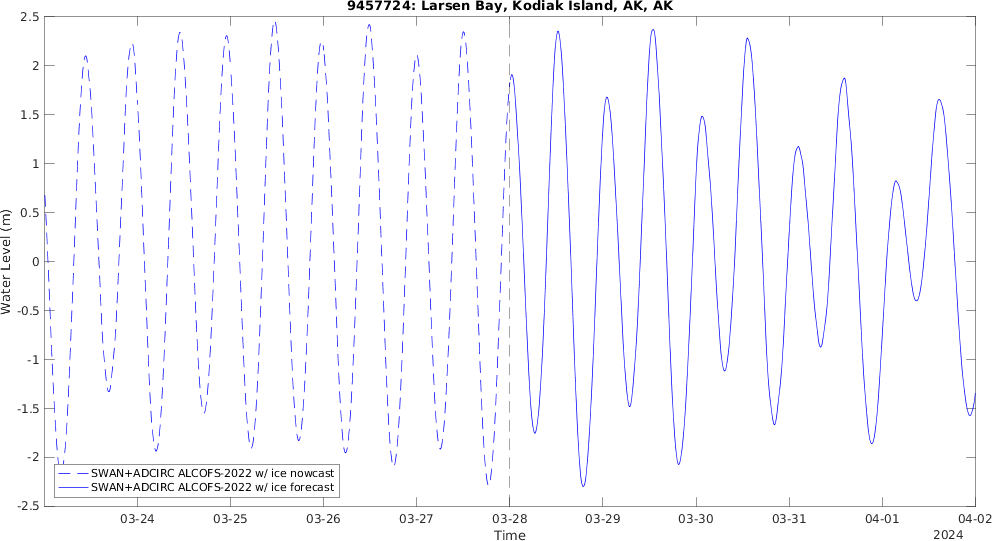 9457724: Larsen Bay, Kodiak Island, AK, AK
2.5
2
1.5
1
0.5
0
-0.5
-1
-1.5
-2
-2.5
Water Level (m)
SWAN+ADCIRC ALCOFS-2022 w/ ice nowcast
SWAN+ADCIRC ALCOFS-2022 w/ ice forecast
03-24 03-25 03-26 03-27 03-28 03-29 03-30 03-31 04-01 04-02
Time
2024